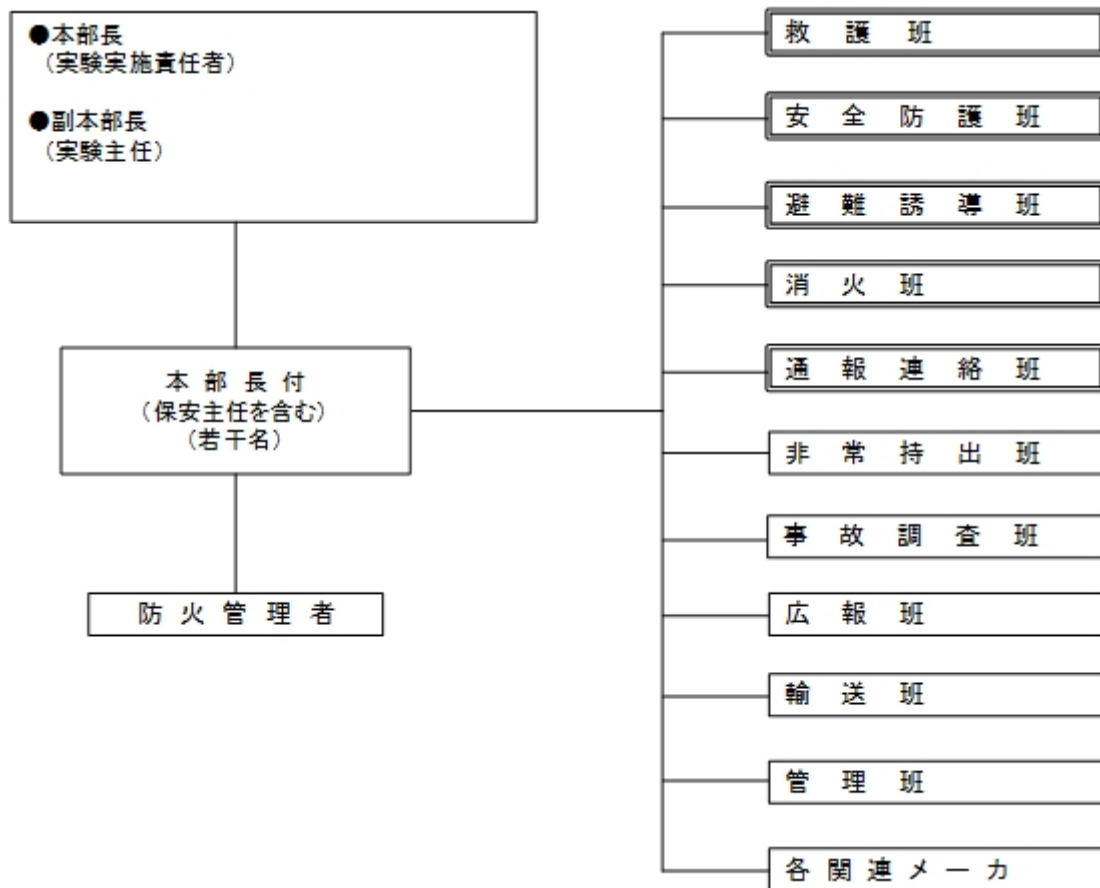 ●本部長
（実験実施責任者）
●副本部長
（実験主任）
本部長付
（保安主任を含む）
（若干名）
防火管理者
救護班
安全防護班
避難誘導班
消火班
通報連絡班
非常持出班
事故調査班
広報班
輸送班
管理班
各関連メーカ